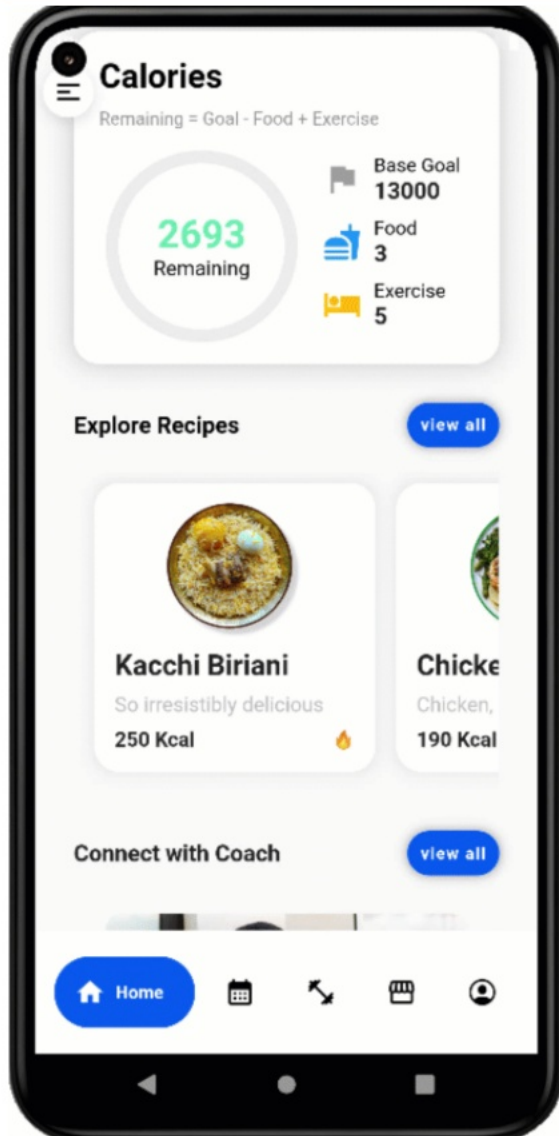 Calories
Remaining = Goal - Food + Exercise
2693
Remaining
Base Goal
13000
Food
3
Exercise
5
Explore Recipes
view all
Kacchi Biriani
So irresistibly delicious
250 Kcal
Chicke
Chicken,
190 Kcal
Connect with Coach
view all
Home